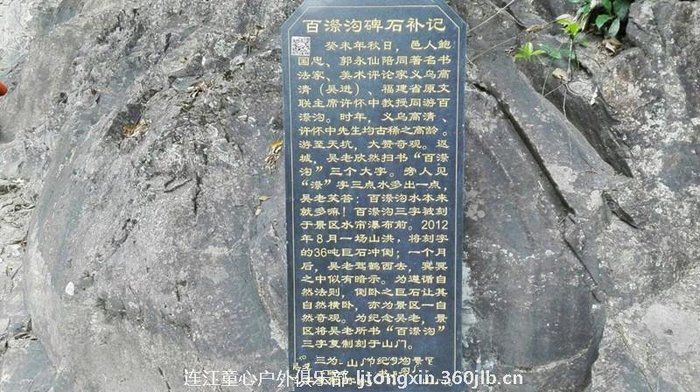 百漈沟碑石补记
癸未年秋日，邑人鲍
国忠、郭永仙陪同著名书
法家、美术评论家义乌高
清（吴进）、福建省原文
联主席许怀中教授同游百
漈沟。时年，义乌高清、
许怀中先生均古稀之高龄。
游至天坑，大赞奇观。返
城，吴老欣然扫书“百漈
沟”三个大字。旁人见
“漈”字三点水多出一点，
吴老笑答：百漈沟水本来
就多嘛！百漈沟三字被刻
于景区水帘瀑布前。2012
年8月一场山洪，将刻字
的36吨巨石冲倒；一个月
后，吴老驾鹤西去，冥冥
之中似有暗示。为遵循自
然法则，倒卧之巨石让其
自然横卧，亦为景区一自
然奇观。为纪念吴老，景
区将吴老所书“百漈沟”
三字复制刻于山门。
连江童心户外俱乐部-ljtongxin.360jlb.cn